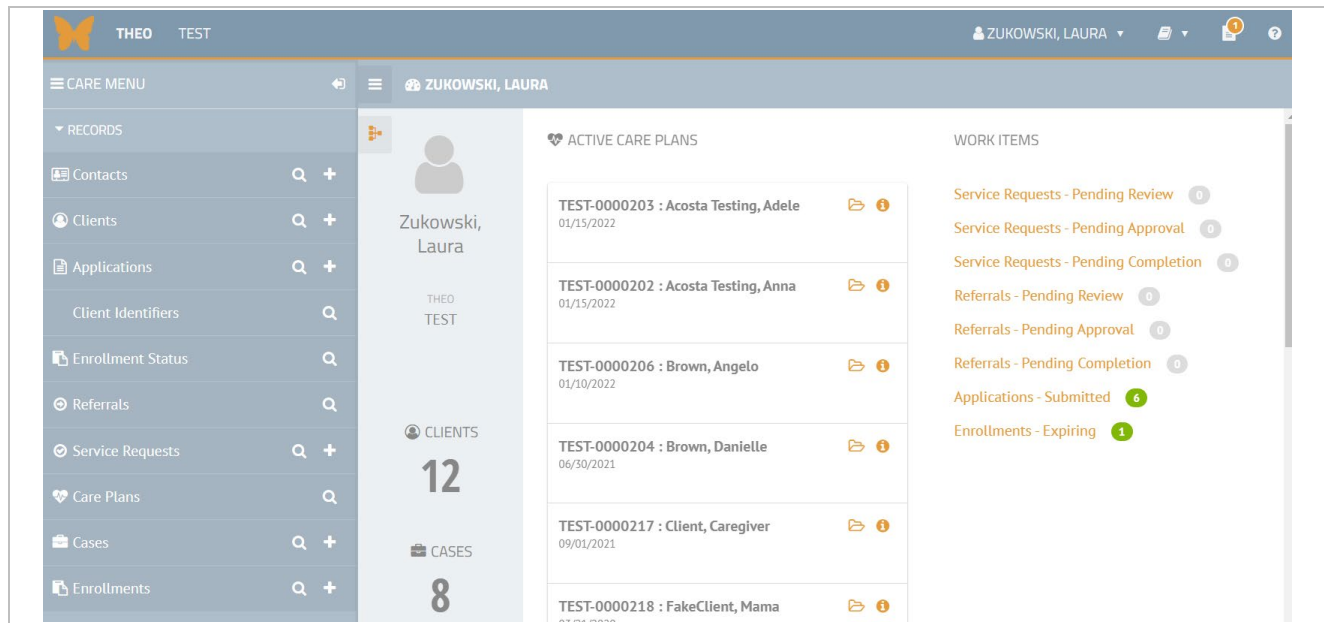 THEO TEST
ZUKOWSKI, LAURA
1
CARE MENU
ZUKOWSKI, LAURA
RECORDS
Contacts
Clients
Applications
Client Identifiers
Enrollment Status
Referrals
Service Requests
Care Plans
Cases
Enrollments
Zukowski,
Laura
THEO
TEST
CLIENTS
12
CASES
8
ACTIVE CARE PLANS
TEST-0000203 : Acosta Testing, Adele
01/15/2022
TEST-0000202 : Acosta Testing, Anna
01/15/2022
TEST-0000206 : Brown, Angelo
01/10/2022
TEST-0000204 : Brown, Danielle
06/30/2021
TEST-0000217 : Client, Caregiver
09/01/2021
TEST-0000218 : FakeClient, Mama
WORK ITEMS
Service Requests - Pending Review 0
Service Requests - Pending Approval 0
Service Requests - Pending Completion 0
Referrals - Pending Review 0
Referrals - Pending Approval 0
Referrals - Pending Completion 0
Applications - Submitted 6
Enrollments - Expiring 1